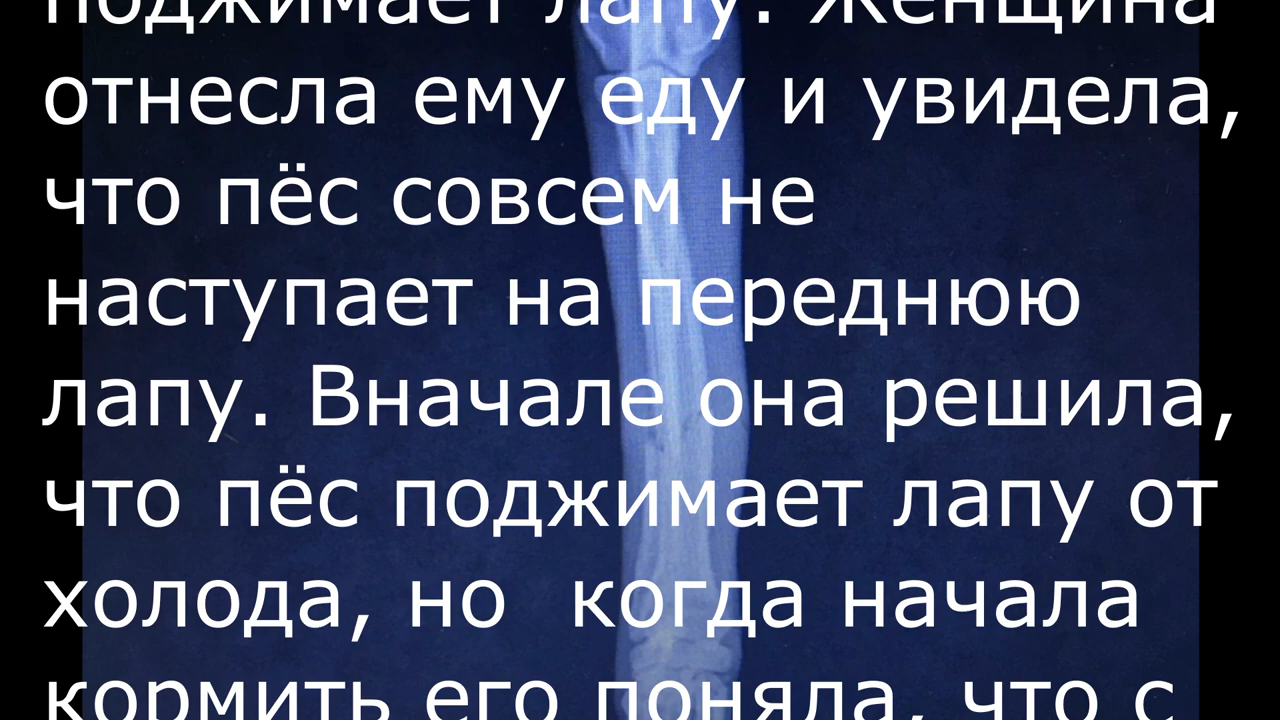 поджимает лапу. Женщина
отнесла ему еду и увидела,
что пёс совсем не
наступает на переднюю
лапу. Вначале она решила,
что пёс поджимает лапу от
холода, но  когда начала
кормить его поняла, что с